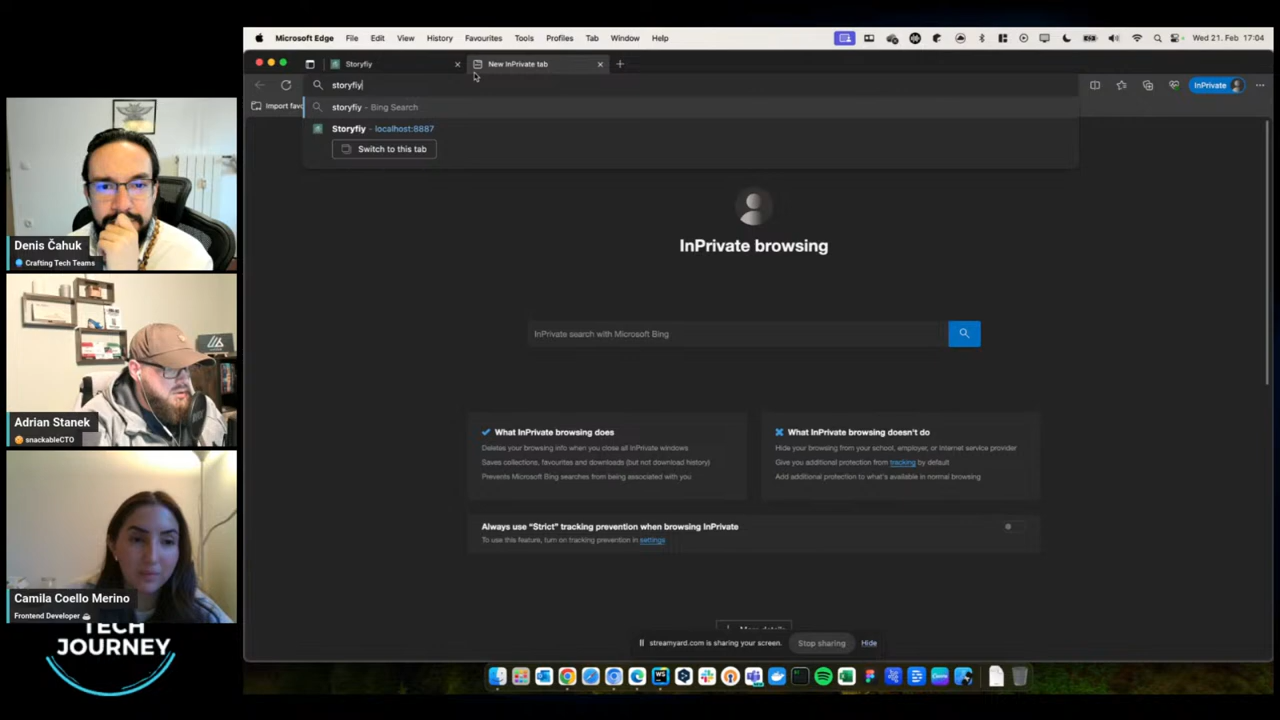 Microsoft Edge File Edit View History Favourites Tools Profiles Tab Window Help Wed 21. Feb 17:04
Storyfiy
New InPrivate tab
storyfiy
InPrivate
Import favo
storyfiy - Bing Search
Storyfiy - localhost:8887
Switch to this tab
InPrivate browsing
InPrivate search with Microsoft Bing
What InPrivate browsing does
Deletes your browsing info when you close all InPrivate windows
Saves collections, favourites and downloads (but not download history)
Prevents Microsoft Bing searches from being associated with you
What InPrivate browsing doesn't do
Hide your browsing from your school, employer, or internet service provider
Give you additional protection from tracking by default
Add additional protection to what's available in normal browsing
Always use "Strict" tracking prevention when browsing InPrivate
To use this feature, turn on tracking prevention in settings
streamyard.com is sharing your screen.
Stop sharing
Hide
Denis Čahuk
Crafting Tech Teams
Adrian Stanek
snackableCTO
Camila Coello Merino
Frontend Developer
TECH
JOURNEY